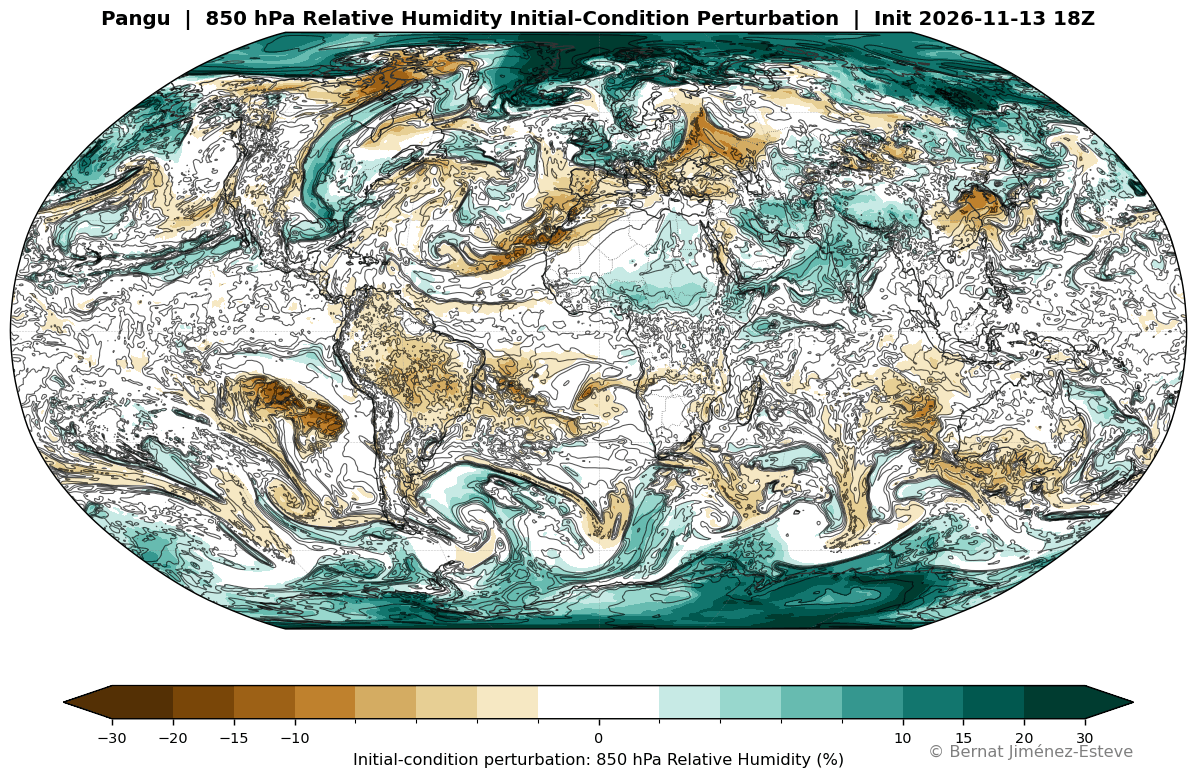 Pangu | 850 hPa Relative Humidity Initial-Condition Perturbation | Init 2026-11-13 18Z
−30 −20 −15 −10 0 10 15 20 30
Initial-condition perturbation: 850 hPa Relative Humidity (%)
© Bernat Jiménez-Esteve